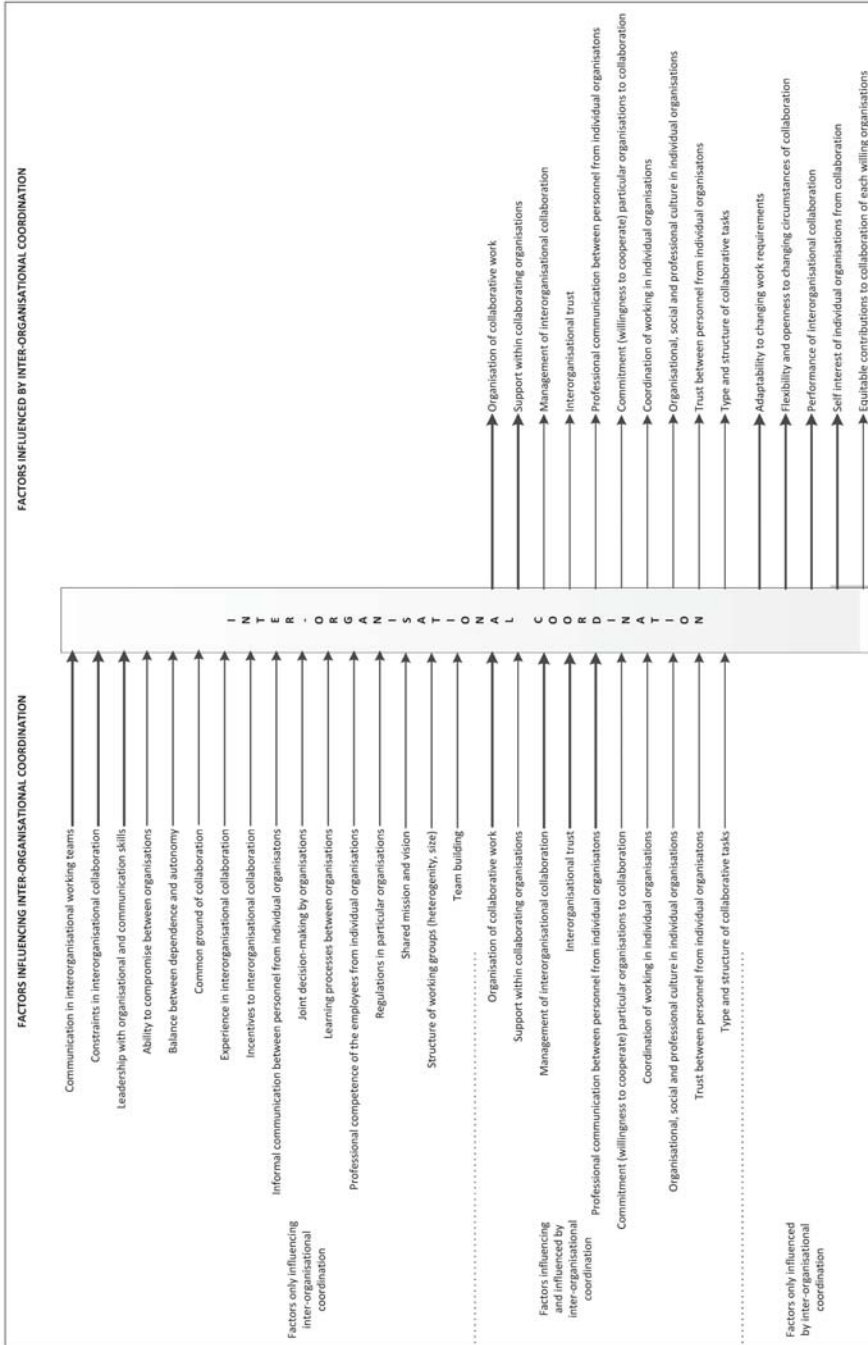 FACTORS INFLUENCING INTER-ORGANISATIONAL COORDINATION
FACTORS INFLUENCED BY INTER-ORGANISATIONAL COORDINATION
Factors only influencing
inter-organisational
coordination
Communication in interorganisational working teams
Constraints in interorganisational collaboration
Leadership with organisational and communication skills
Ability to compromise between organisations
Balance between dependence and autonomy
Common ground of collaboration
Experience in interorganisational collaboration
Incentives to interorganisational collaboration
Informal communication between personnel from individual organisatons
Joint decision-making by organisations
Learning processes between organisations
Professional competence of the employees from individual organisations
Regulations in particular organisations
Shared mission and vision
Structure of working groups (heterogenity, size)
Team building
INTER-ORGANISATIONAL COORDINATION
Factors influencing
and influenced by
inter-organisational
coordination
Organisation of collaborative work
Support within collaborating organisations
Management of interorganisational collaboration
Interorganisational trust
Professional communication between personnel from individual organisatons
Commitment (willingness to cooperate) particular organisations to collaboration
Coordination of working in individual organisations
Organisational, social and professional culture in individual organisations
Trust between personnel from individual organisatons
Type and structure of collaborative tasks
Organisation of collaborative work
Support within collaborating organisations
Management of interorganisational collaboration
Interorganisational trust
Professional communication between personnel from individual organisatons
Commitment (willingness to cooperate) particular organisations to collaboration
Coordination of working in individual organisations
Organisational, social and professional culture in individual organisations
Trust between personnel from individual organisatons
Type and structure of collaborative tasks
Factors only influenced
by inter-organisational
coordination
Adaptability to changing work requirements
Flexibility and openness to changing circumstances of collaboration
Performance of interorganisational collaboration
Self interest of individual organisations from collaboration
Equitable contributions to collaboration of each willing organisations